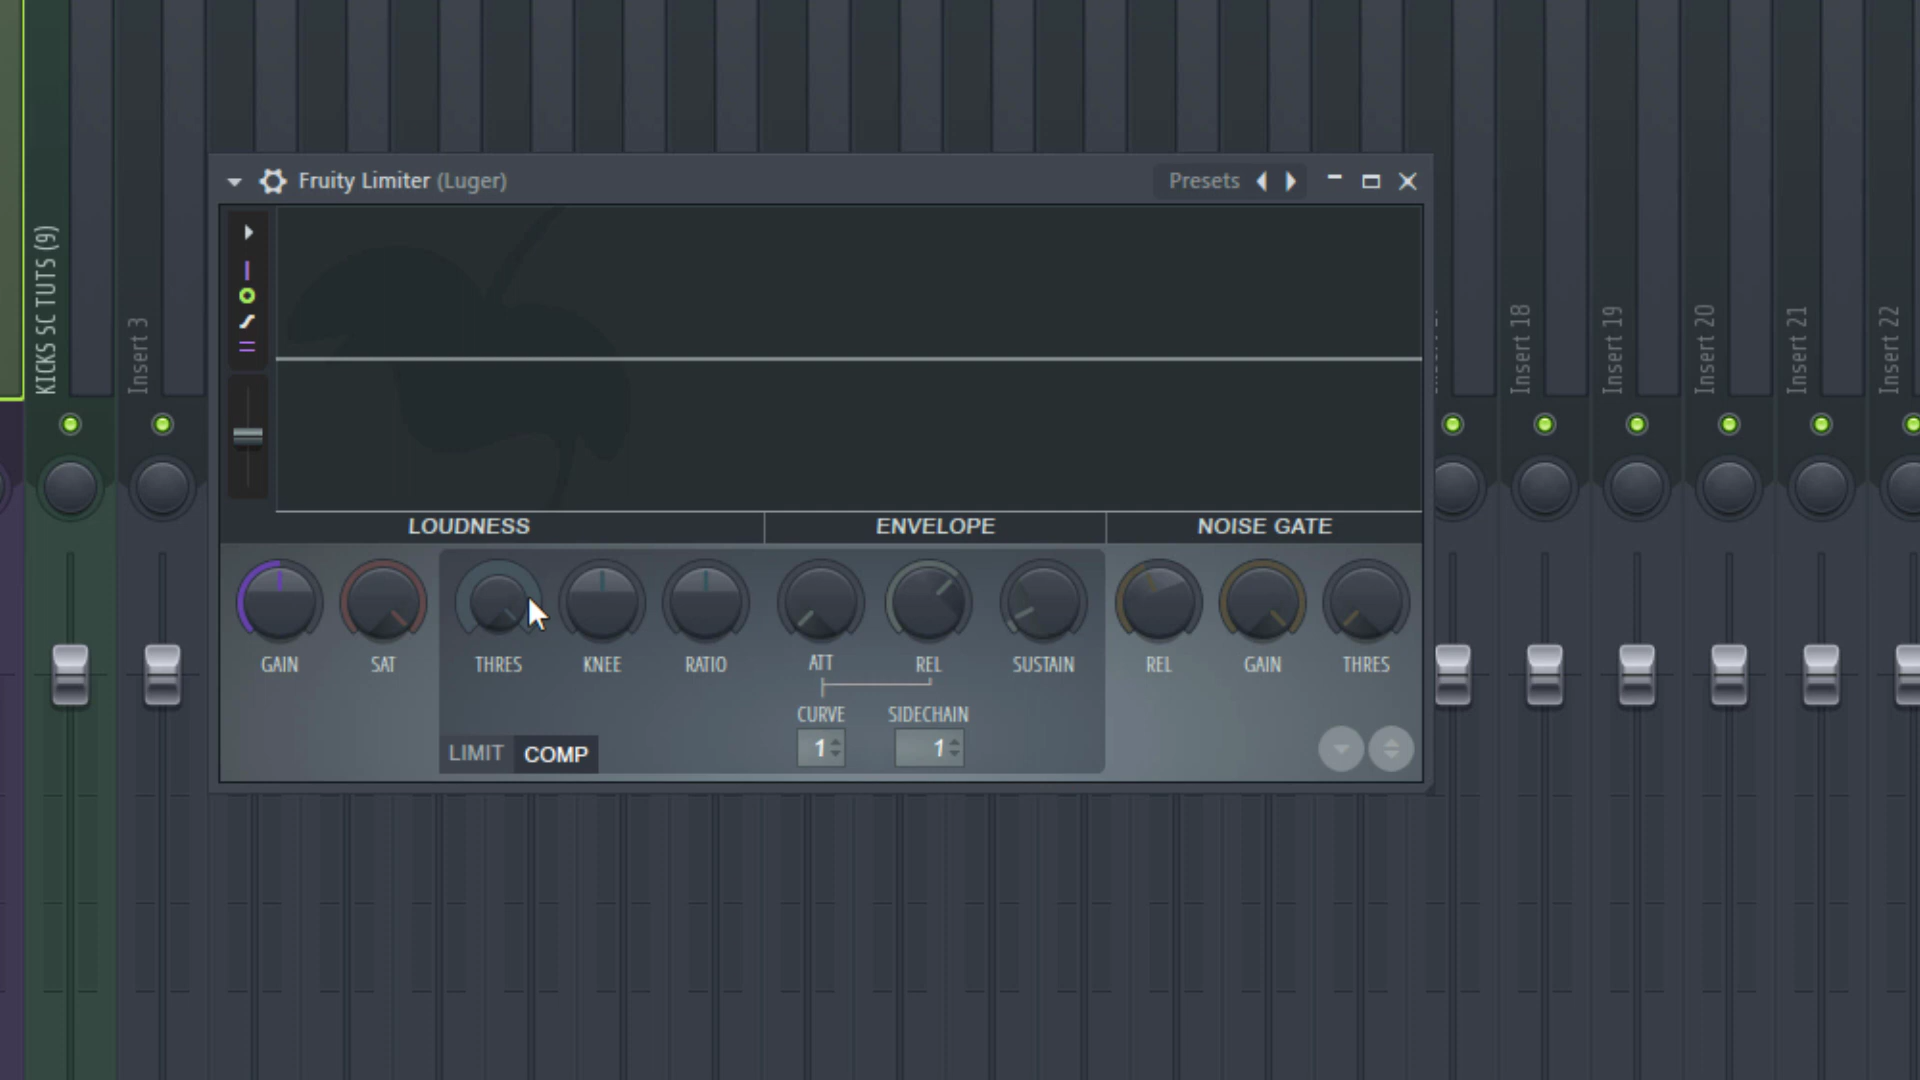 Fruity Limiter (Luger)
Presets
KICKS SC TUTS (9)
Insert 3
Insert 18
Insert 19
Insert 20
Insert 21
Insert 22
LOUDNESS
ENVELOPE
NOISE GATE
GAIN
SAT
THRES
KNEE
RATIO
ATT
REL
SUSTAIN
REL
GAIN
THRES
CURVE
SIDECHAIN
1
1
LIMIT
COMP